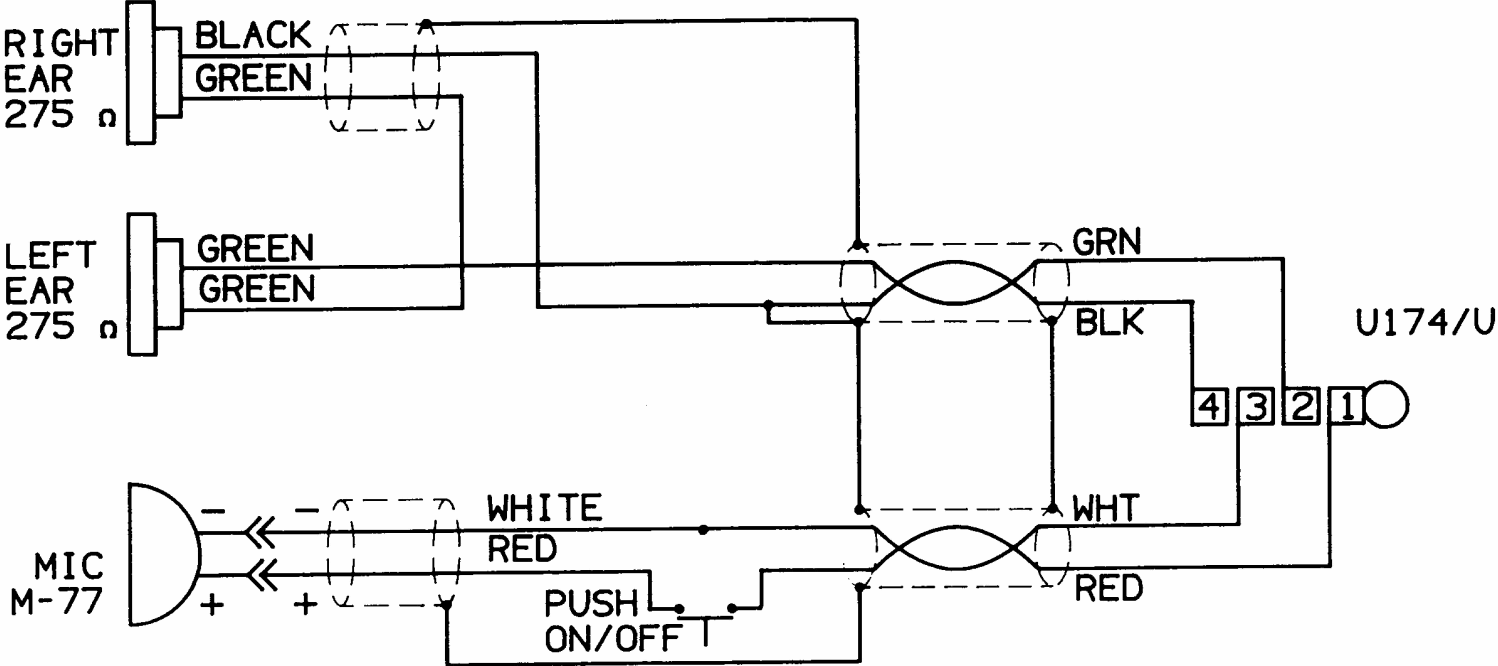 RIGHT
EAR
275 Ω
BLACK
GREEN
LEFT
EAR
275 Ω
GREEN
GREEN
GRN
BLK
U174/U
4 3 2 1
MIC
M-77
− −
+ +
WHITE
RED
PUSH
ON/OFF
WHT
RED